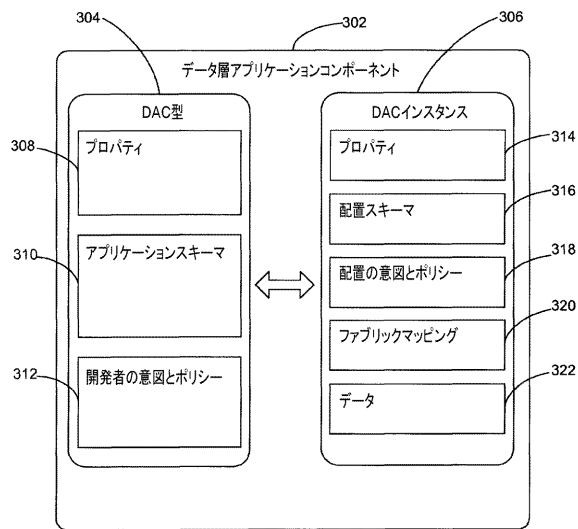 302
304
306
データ層アプリケーションコンポーネント
DAC型
308
プロパティ
310
アプリケーションスキーマ
312
開発者の意図とポリシー
DACインスタンス
プロパティ
314
配置スキーマ
316
配置の意図とポリシー
318
ファブリックマッピング
320
データ
322